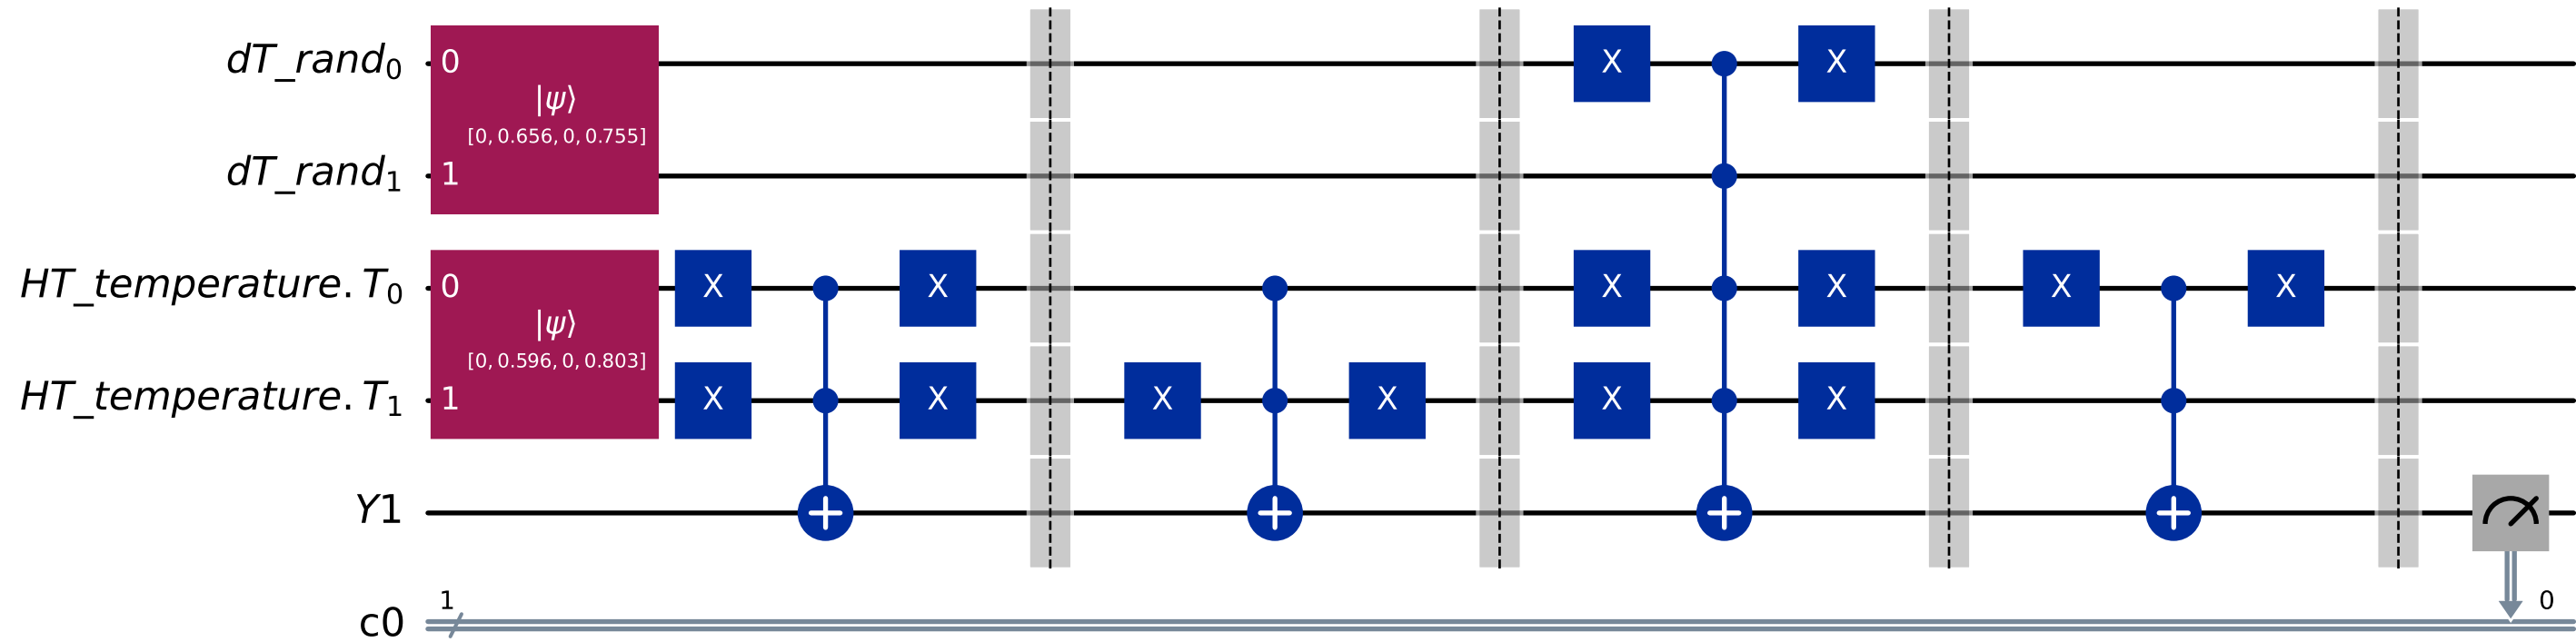 dT_rand0 0 X X
|ψ⟩
[0, 0.656, 0, 0.755]
dT_rand1 1
HT_temperature.T0 0 X X X X X X
|ψ⟩
[0, 0.596, 0, 0.803]
HT_temperature.T1 1 X X X X X X
Y1
1 0
c0